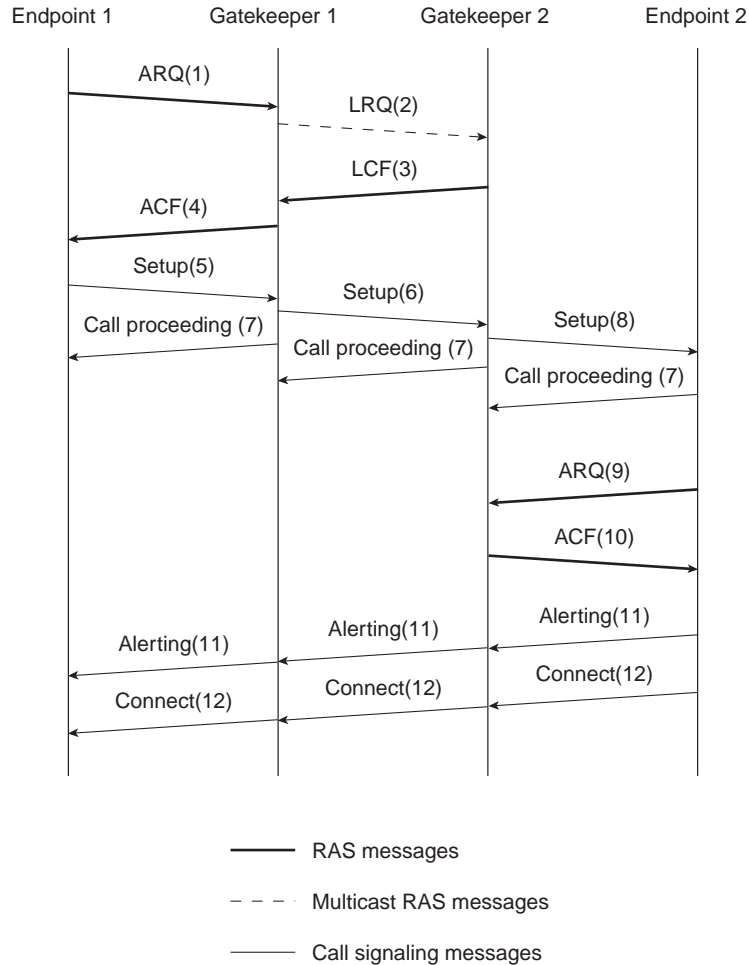 Endpoint 1 Gatekeeper 1 Gatekeeper 2 Endpoint 2
ARQ(1)
LRQ(2)
LCF(3)
ACF(4)
Setup(5)
Setup(6)
Setup(8)
Call proceeding (7)
Call proceeding (7)
Call proceeding (7)
ARQ(9)
ACF(10)
Alerting(11)
Alerting(11)
Alerting(11)
Connect(12)
Connect(12)
Connect(12)
RAS messages
Multicast RAS messages
Call signaling messages